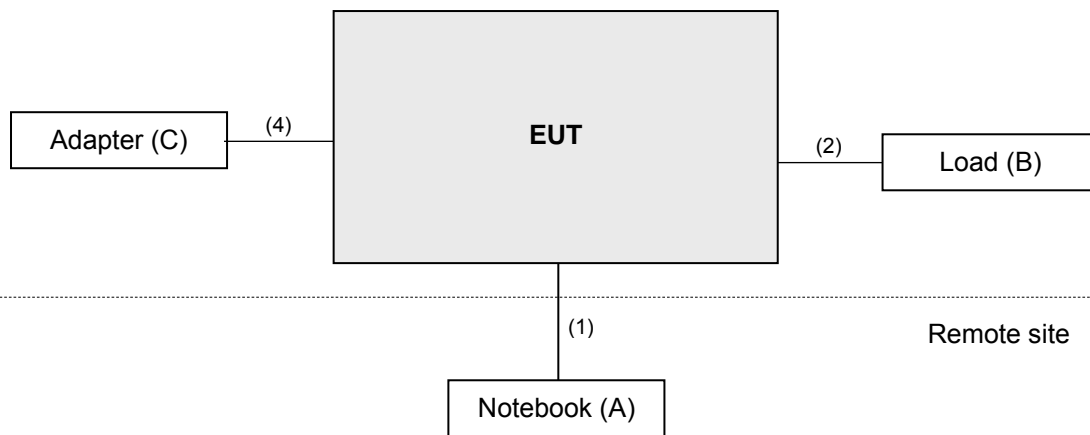 EUT
Adapter (C)
(4)
(2)
Load (B)
(1)
Remote site
Notebook (A)